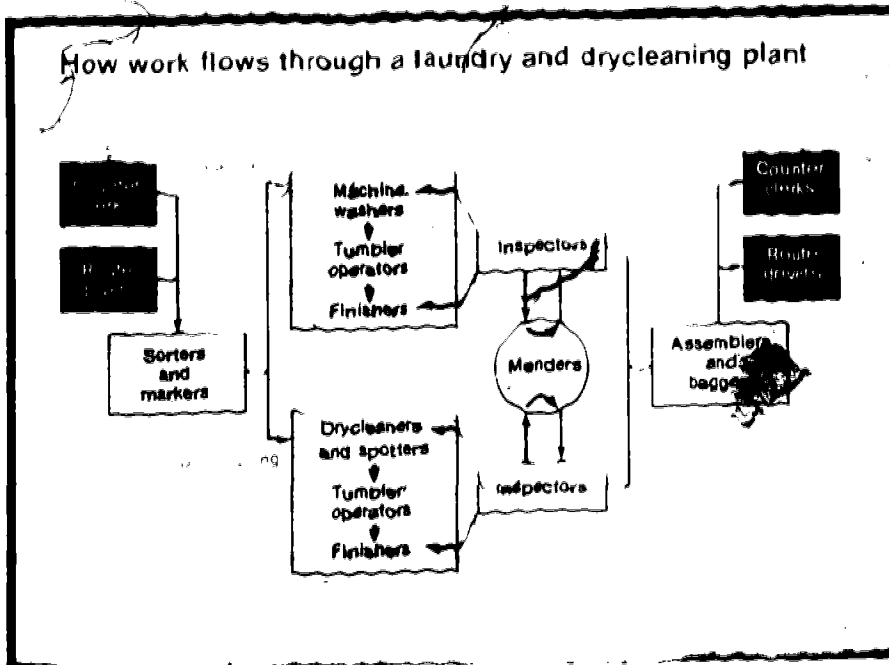 How work flows through a laundry and drycleaning plant
Machine
washers
Tumbler
operators
Finishers
Inspectors
Counter
clerks
Route
drivers
Sorters
and
markers
Menders
Assemblers
and
Drycleaners
and spotters
Tumbler
operators
Finishers
Inspectors